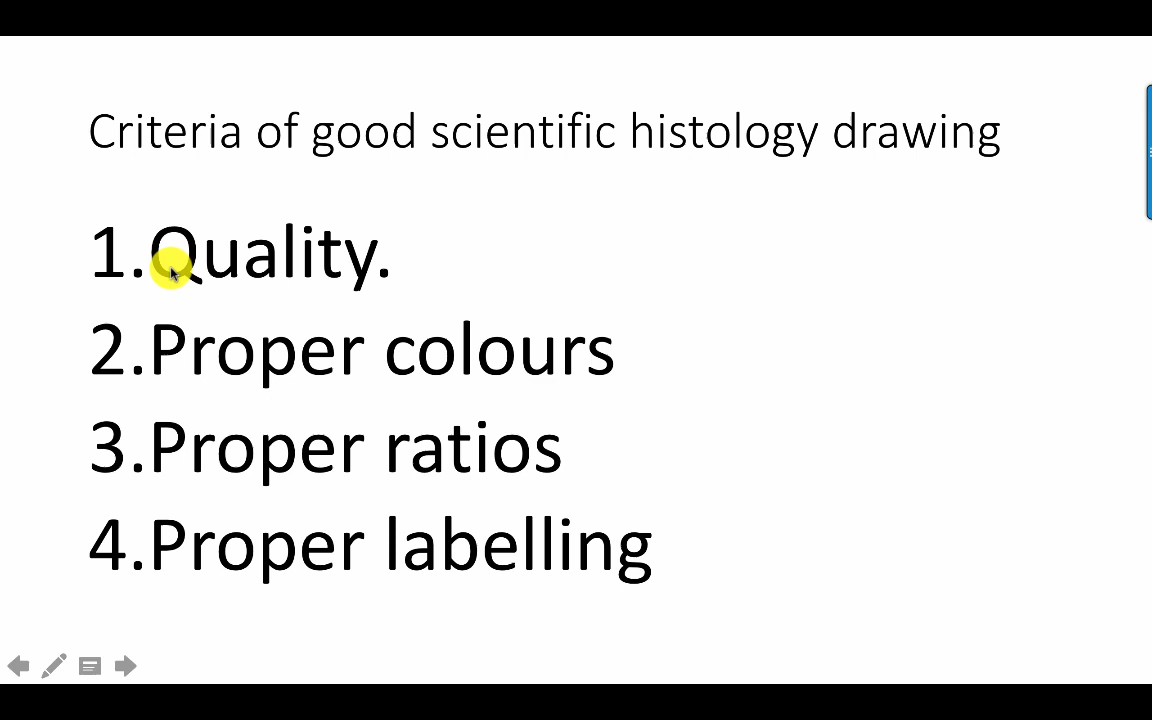 Criteria of good scientific histology drawing
1.Quality.
2.Proper colours
3.Proper ratios
4.Proper labelling